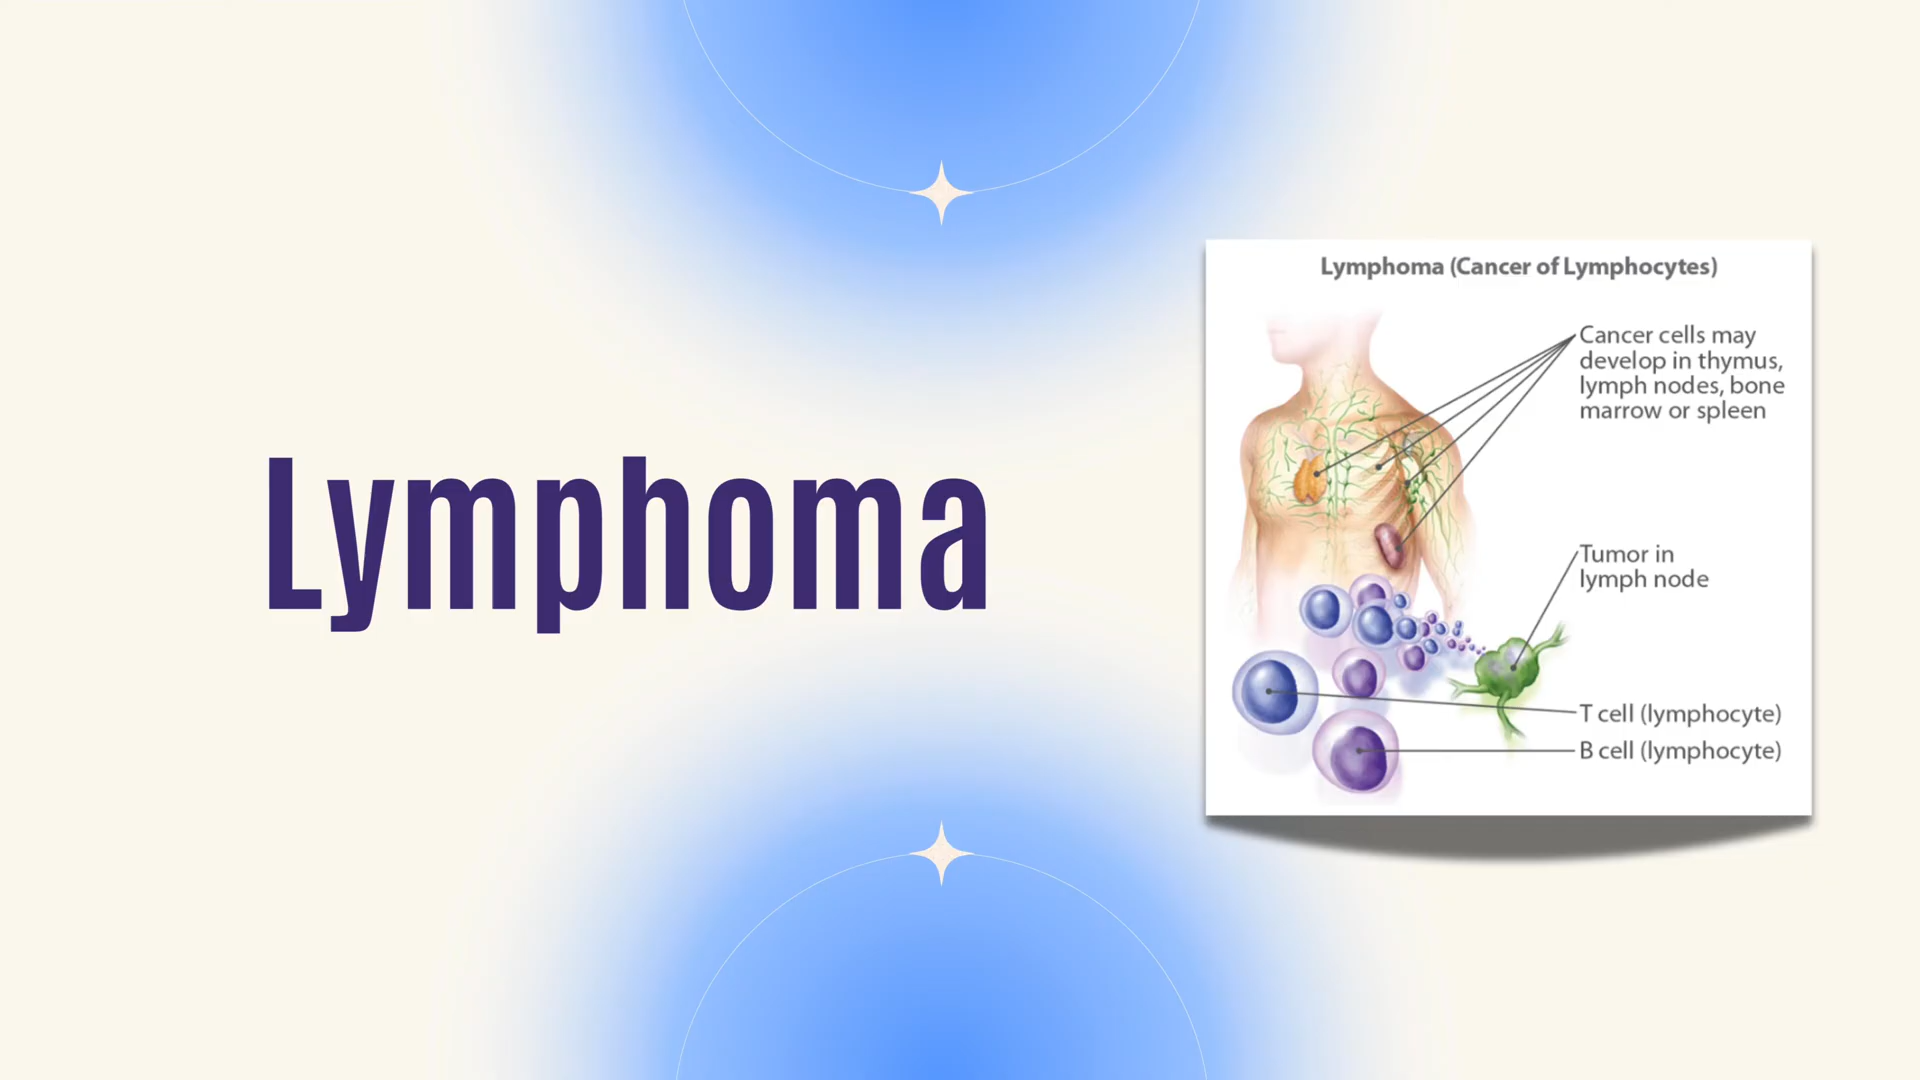 Lymphoma
Lymphoma (Cancer of Lymphocytes)
Cancer cells may
develop in thymus,
lymph nodes, bone
marrow or spleen
Tumor in
lymph node
T cell (lymphocyte)
B cell (lymphocyte)